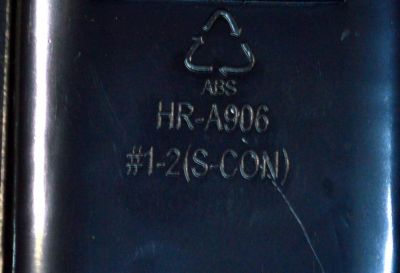 ABS
HR-A906
#1-2(S-CON)